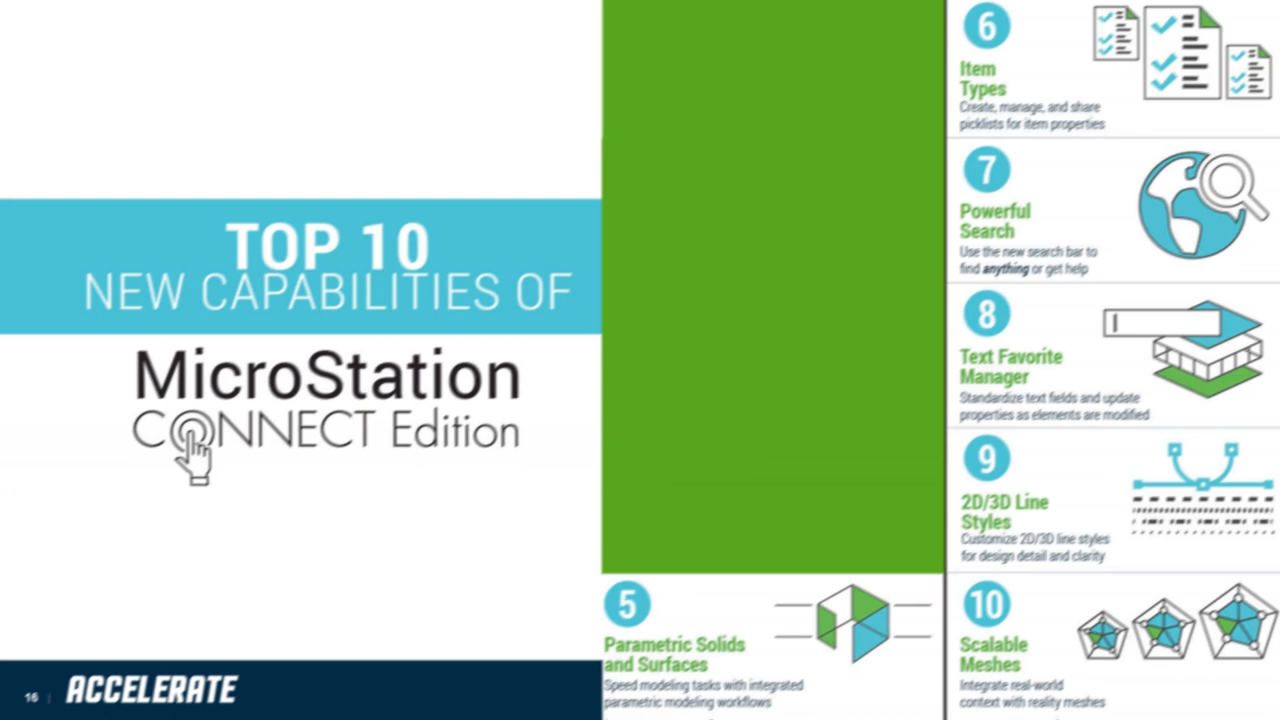 TOP 10
NEW CAPABILITIES OF
MicroStation
CONNECT Edition
16
ACCELERATE
5
Parametric Solids
and Surfaces
Speed modeling tasks with integrated
parametric modeling workflows
6
Item
Types
Create, manage, and share
picklists for item properties
7
Powerful
Search
Use the new search bar to
find anything or get help
8
Text Favorite
Manager
Standardize text fields and update
properties as elements are modified
9
2D/3D Line
Styles
Customize 2D/3D line styles
for design detail and clarity
10
Scalable
Meshes
Integrate real-world
context with reality meshes